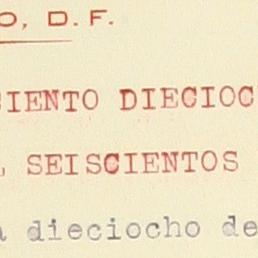 O, D. F.
CIENTO DIECIOC
L SEISCIENTOS
a dieciocho de